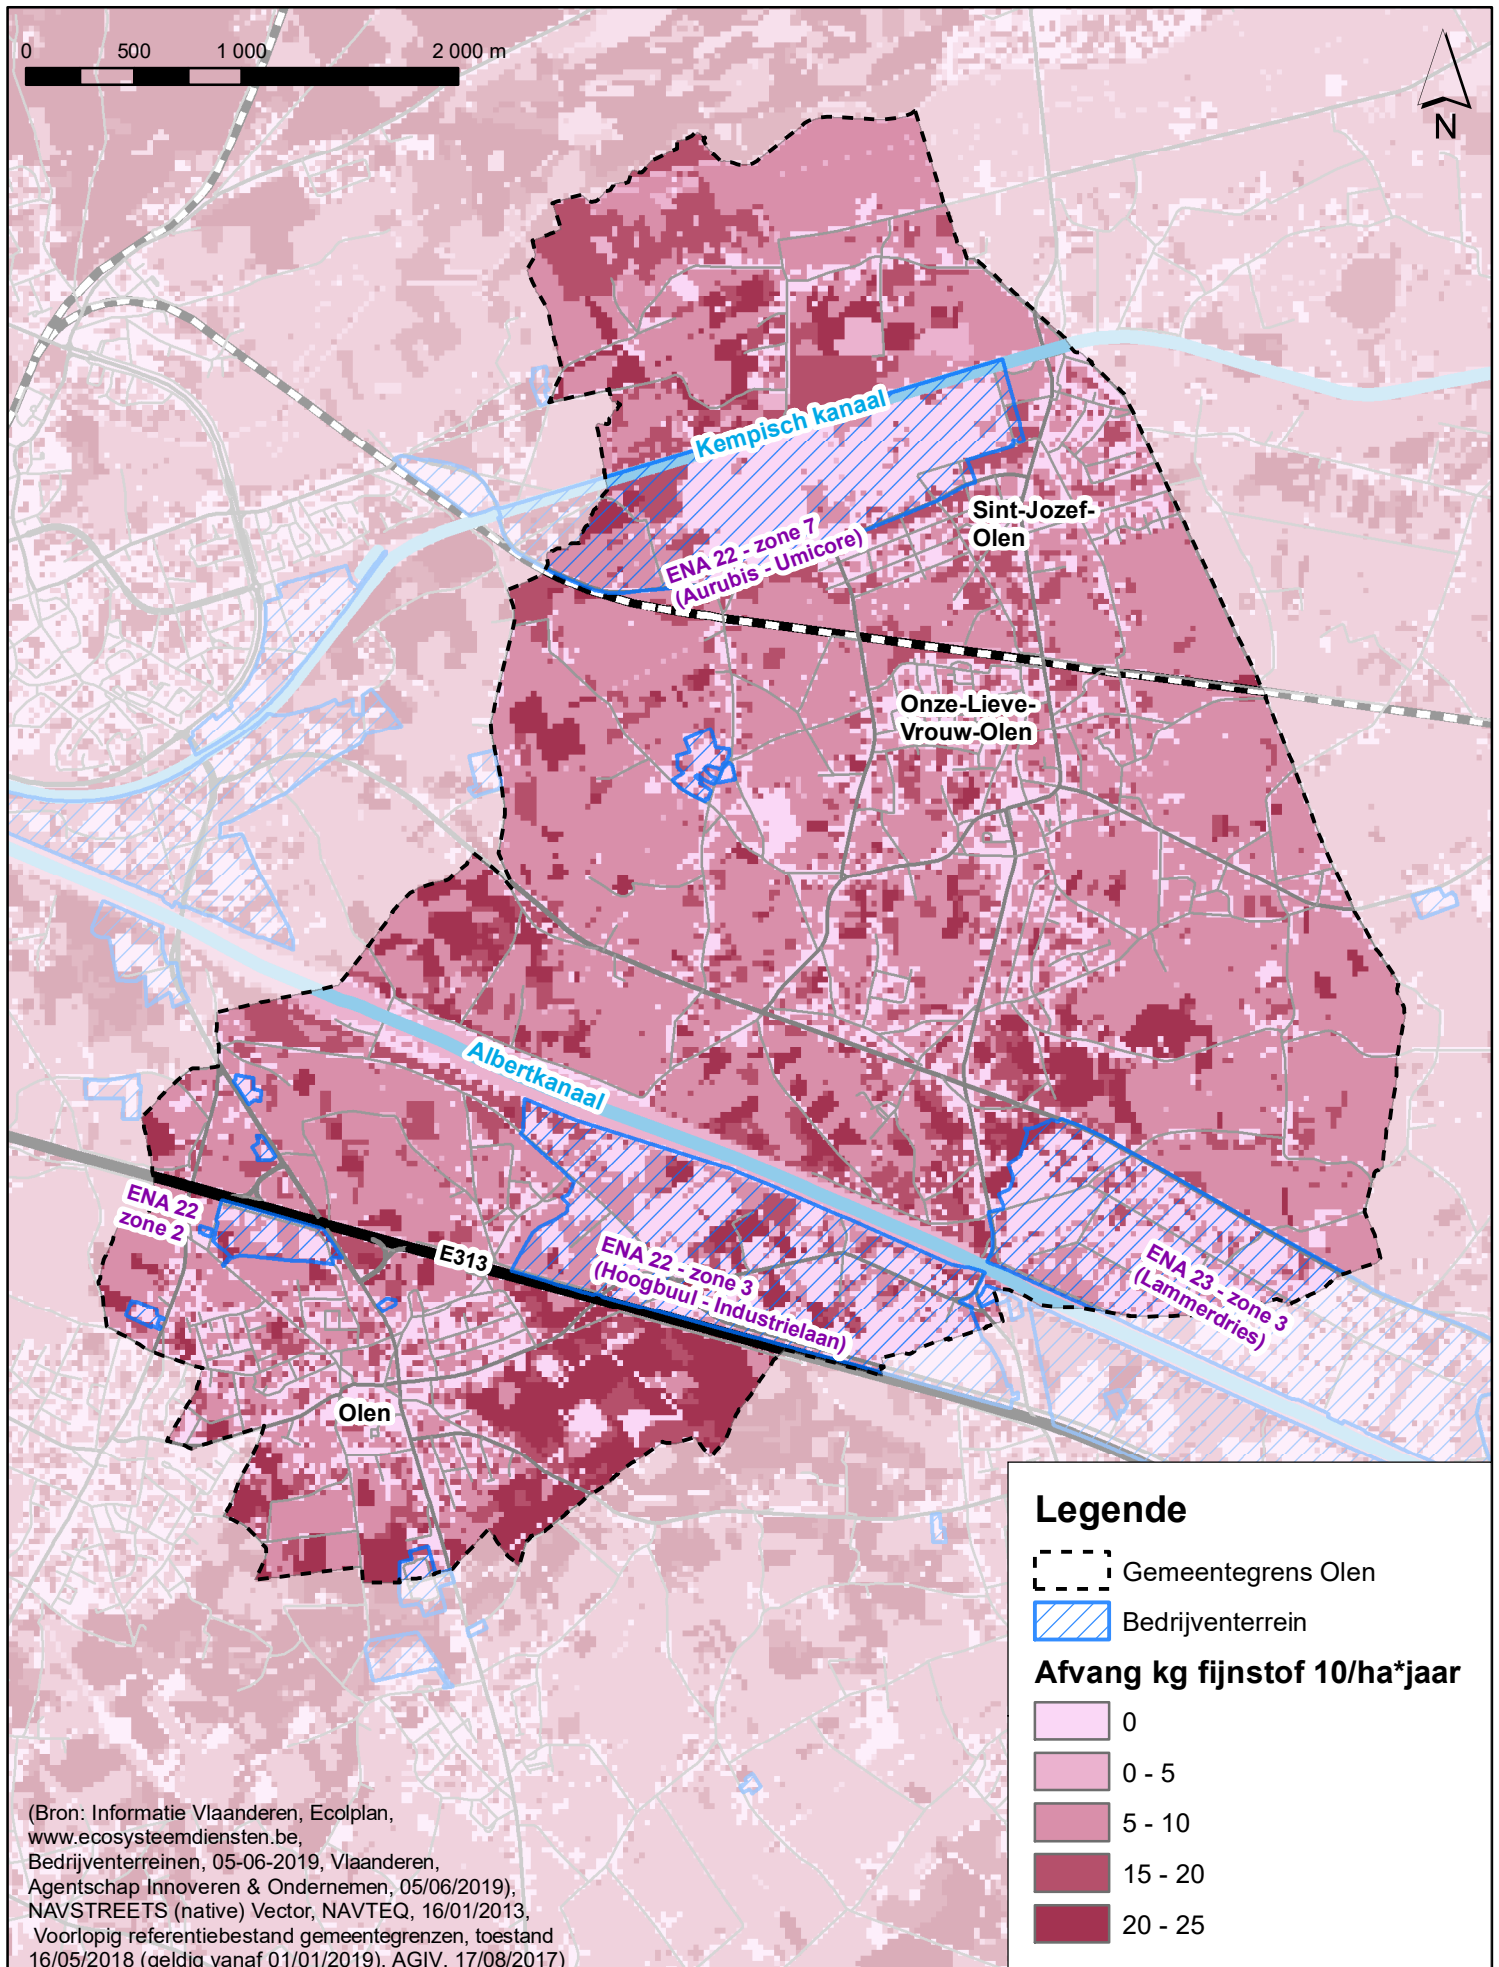 0 500 1 000 2 000 m
N
Kempisch kanaal
Sint-Jozef-
Olen
ENA 22 - zone 7
(Aurubis - Umicore)
Onze-Lieve-
Vrouw-Olen
Albertkanaal
ENA 22
zone 2
E313
ENA 22 - zone 3
(Hoogbuul - Industrielaan)
ENA 23 - zone 3
(Lammerdries)
Olen
Legende
Gemeentegrens Olen
Bedrijventerrein
Afvang kg fijnstof 10/ha*jaar
0
0 - 5
5 - 10
15 - 20
20 - 25
(Bron: Informatie Vlaanderen, Ecolplan,
www.ecosysteemdiensten.be,
Bedrijventerreinen, 05-06-2019, Vlaanderen,
Agentschap Innoveren & Ondernemen, 05/06/2019),
NAVSTREETS (native) Vector, NAVTEQ, 16/01/2013,
Voorlopig referentiebestand gemeentegrenzen, toestand
16/05/2018 (geldig vanaf 01/01/2019), AGIV, 17/08/2017)